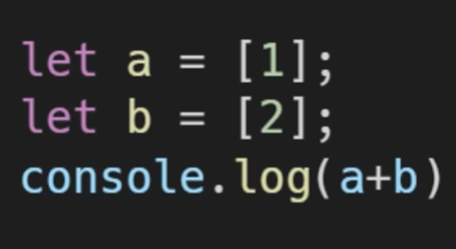 let a = [1];
let b = [2];
console.log(a+b)